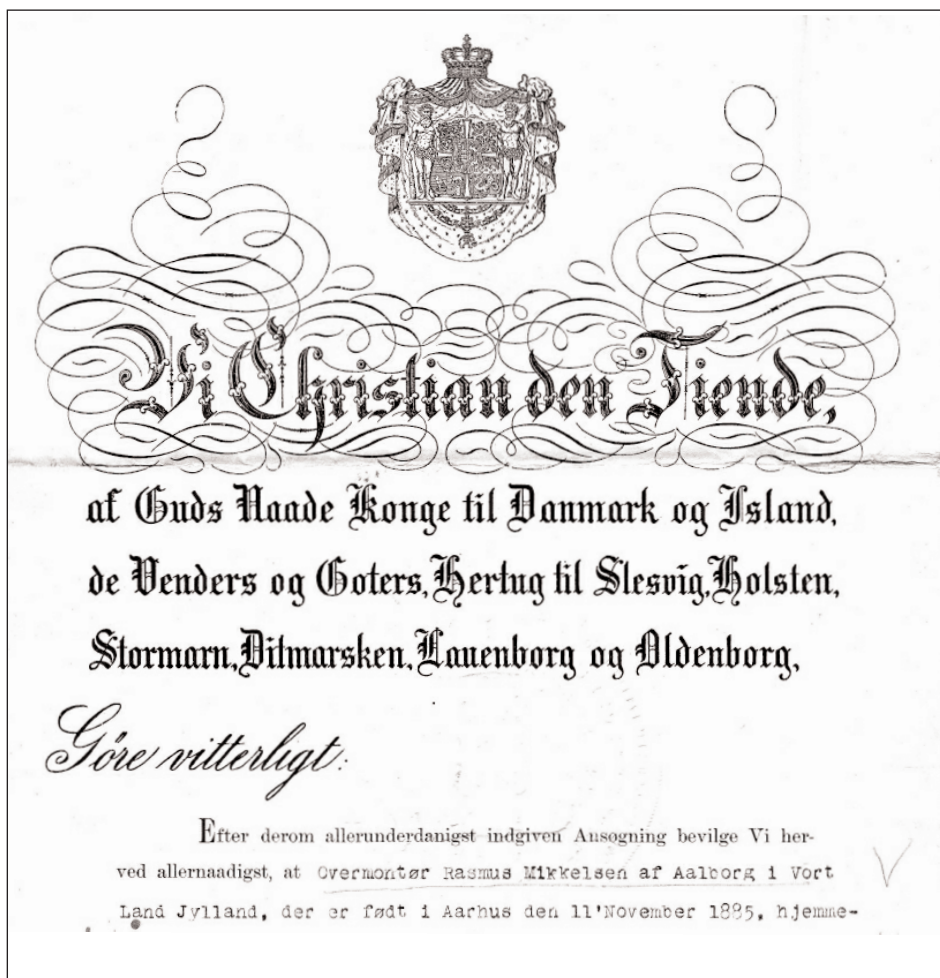 Vi Christian den Tiende,
af Guds Naade Konge til Danmark og Island,
de Venders og Goters, Hertug til Slesvig, Holsten,
Stormarn, Ditmarsken, Lauenborg og Oldenborg,
Göre vitterligt:
Efter derom allerunderdanigst indgiven Ansøgning bevilge Vi her-
ved allernaadigst, at Overmontør Rasmus Mikkelsen af Aalborg i Vort
Land Jylland, der er født i Aarhus den 11'November 1885, hjemme-